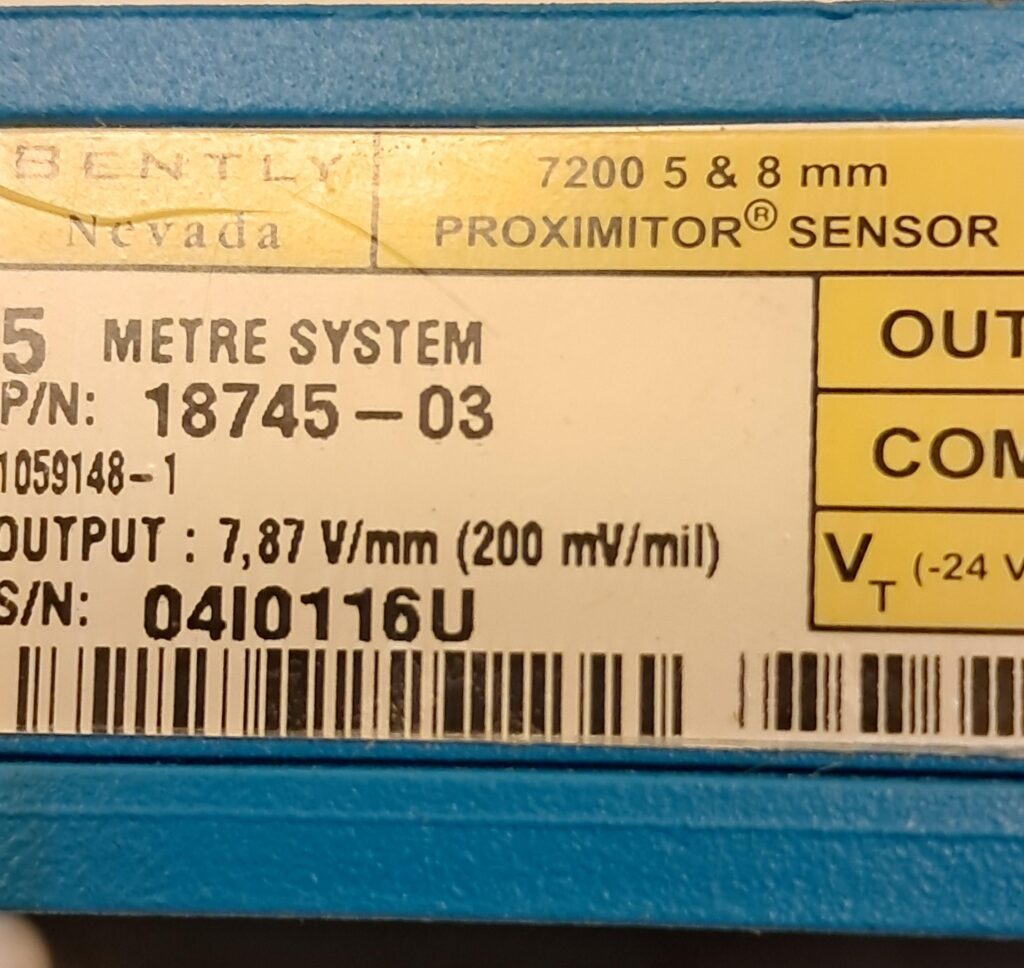 BENTLY
Nevada
7200 5 & 8 mm
PROXIMITOR® SENSOR
5 METRE SYSTEM
P/N: 18745-03
1059148-1
OUTPUT : 7,87 V/mm (200 mV/mil)
S/N: 04I0116U
OUT
COM
VT (-24 V